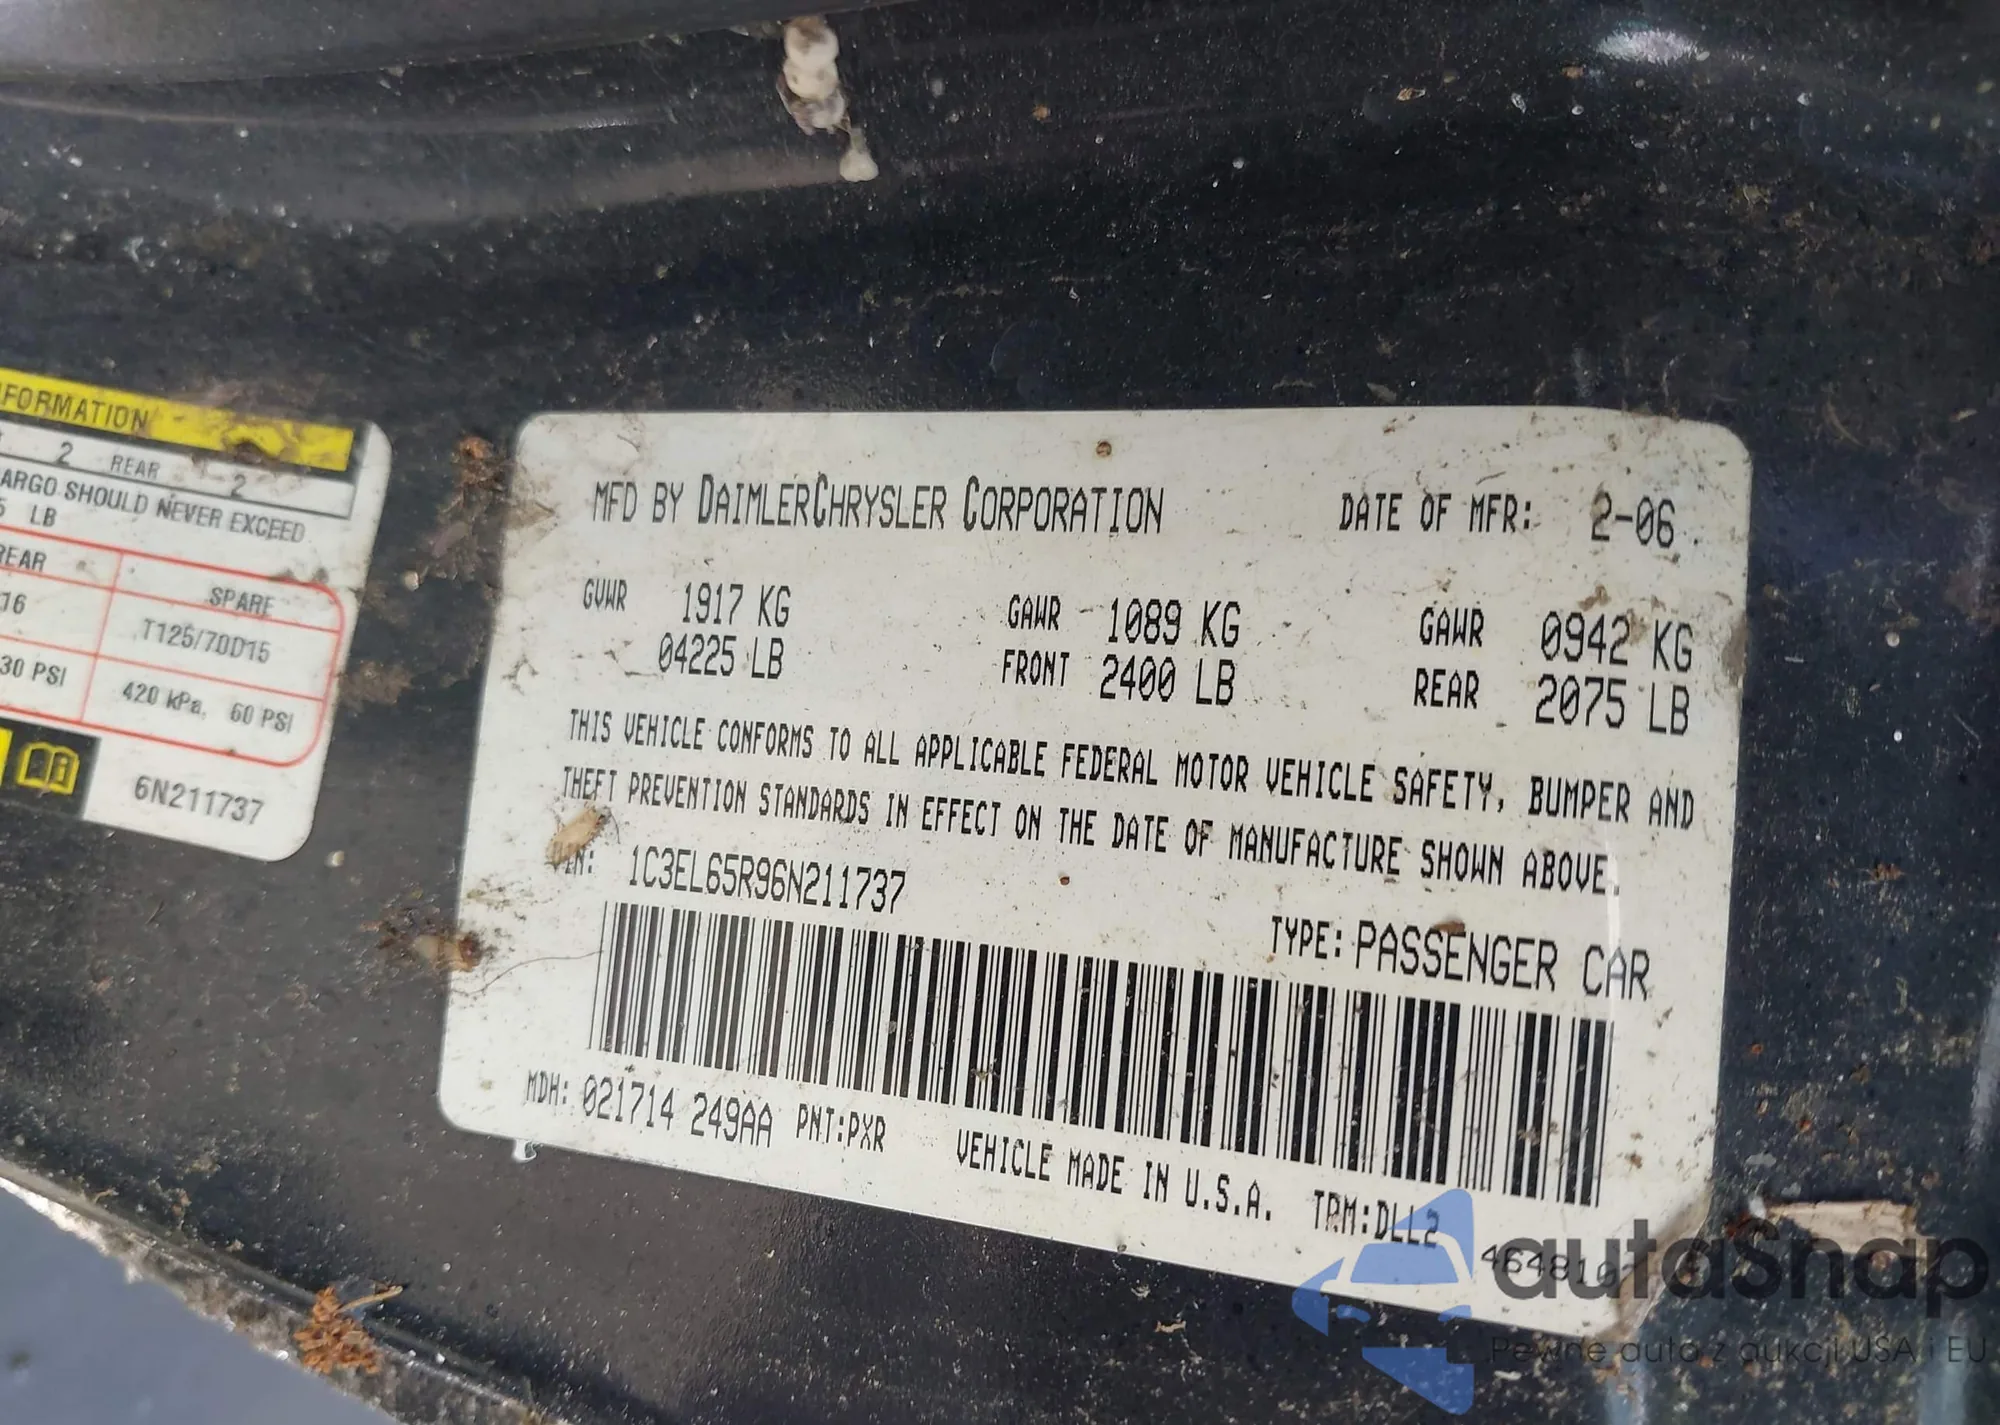 FORMATION
2 REAR 2
ARGO SHOULD NEVER EXCEED
5 LB
REAR SPARE
16 T125/70D15
30 PSI 420 kPa, 60 PSI
6N211737
MFD BY DAIMLERCHRYSLER CORPORATION DATE OF MFR: 2-06
GVWR 1917 KG GAWR 1089 KG GAWR 0942 KG
04225 LB FRONT 2400 LB REAR 2075 LB
THIS VEHICLE CONFORMS TO ALL APPLICABLE FEDERAL MOTOR VEHICLE SAFETY, BUMPER AND
THEFT PREVENTION STANDARDS IN EFFECT ON THE DATE OF MANUFACTURE SHOWN ABOVE.
VIN: 1C3EL65R96N211737
TYPE: PASSENGER CAR
MDH: 021714 249AA PNT:PXR VEHICLE MADE IN U.S.A. TRM:DLL2
autaSnap
Pewne auto z aukcji USA i EU